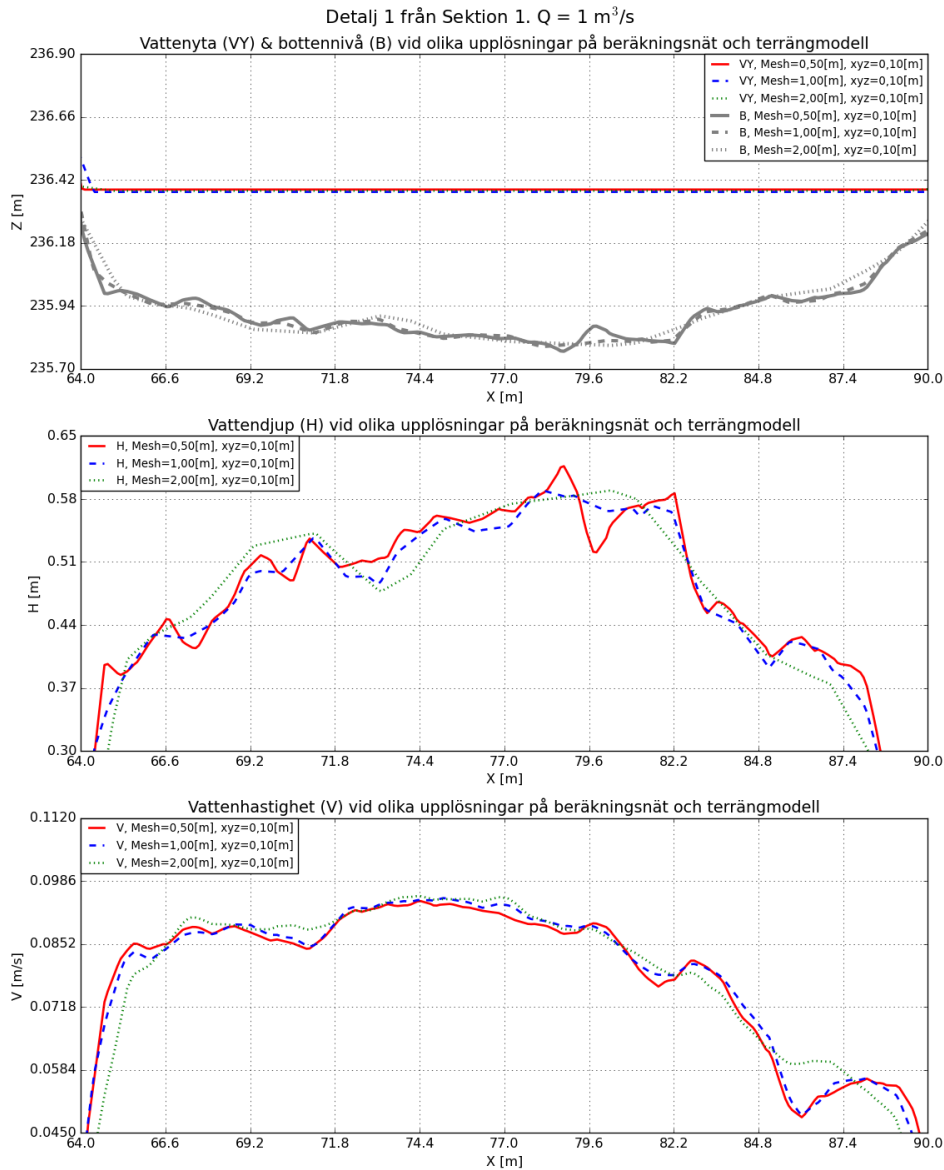 Detalj 1 från Sektion 1. Q = 1 m³/s
Vattenyta (VY) & bottennivå (B) vid olika upplösningar på beräkningsnät och terrängmodell
236.90
236.66
236.42
236.18
235.94
235.70
Z [m]
VY, Mesh=0,50[m], xyz=0,10[m]
VY, Mesh=1,00[m], xyz=0,10[m]
VY, Mesh=2,00[m], xyz=0,10[m]
B, Mesh=0,50[m], xyz=0,10[m]
B, Mesh=1,00[m], xyz=0,10[m]
B, Mesh=2,00[m], xyz=0,10[m]
64.0 66.6 69.2 71.8 74.4 77.0 79.6 82.2 84.8 87.4 90.0
X [m]
Vattendjup (H) vid olika upplösningar på beräkningsnät och terrängmodell
0.65
0.58
0.51
0.44
0.37
0.30
H [m]
H, Mesh=0,50[m], xyz=0,10[m]
H, Mesh=1,00[m], xyz=0,10[m]
H, Mesh=2,00[m], xyz=0,10[m]
64.0 66.6 69.2 71.8 74.4 77.0 79.6 82.2 84.8 87.4 90.0
X [m]
Vattenhastighet (V) vid olika upplösningar på beräkningsnät och terrängmodell
0.1120
0.0986
0.0852
0.0718
0.0584
0.0450
V [m/s]
V, Mesh=0,50[m], xyz=0,10[m]
V, Mesh=1,00[m], xyz=0,10[m]
V, Mesh=2,00[m], xyz=0,10[m]
64.0 66.6 69.2 71.8 74.4 77.0 79.6 82.2 84.8 87.4 90.0
X [m]